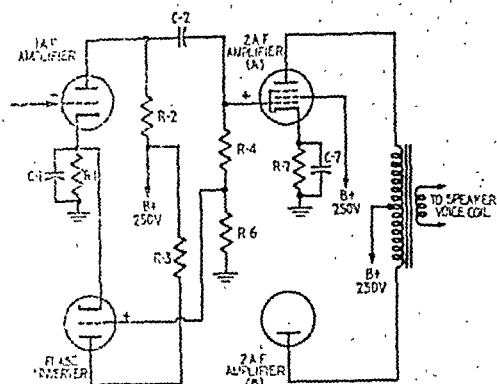 C-2
1AF
AMPLIFIER
2AF
AMPLIFIER
(A)
-
+
R-2
C-1
R1
R-4
R-7
C-7
B+
250V
B+
250V
TO SPEAKER
VOICE COIL
R-3
R6
B+
250V
+
PHASE
INVERTER
2AF
AMPLIFIER
(B)